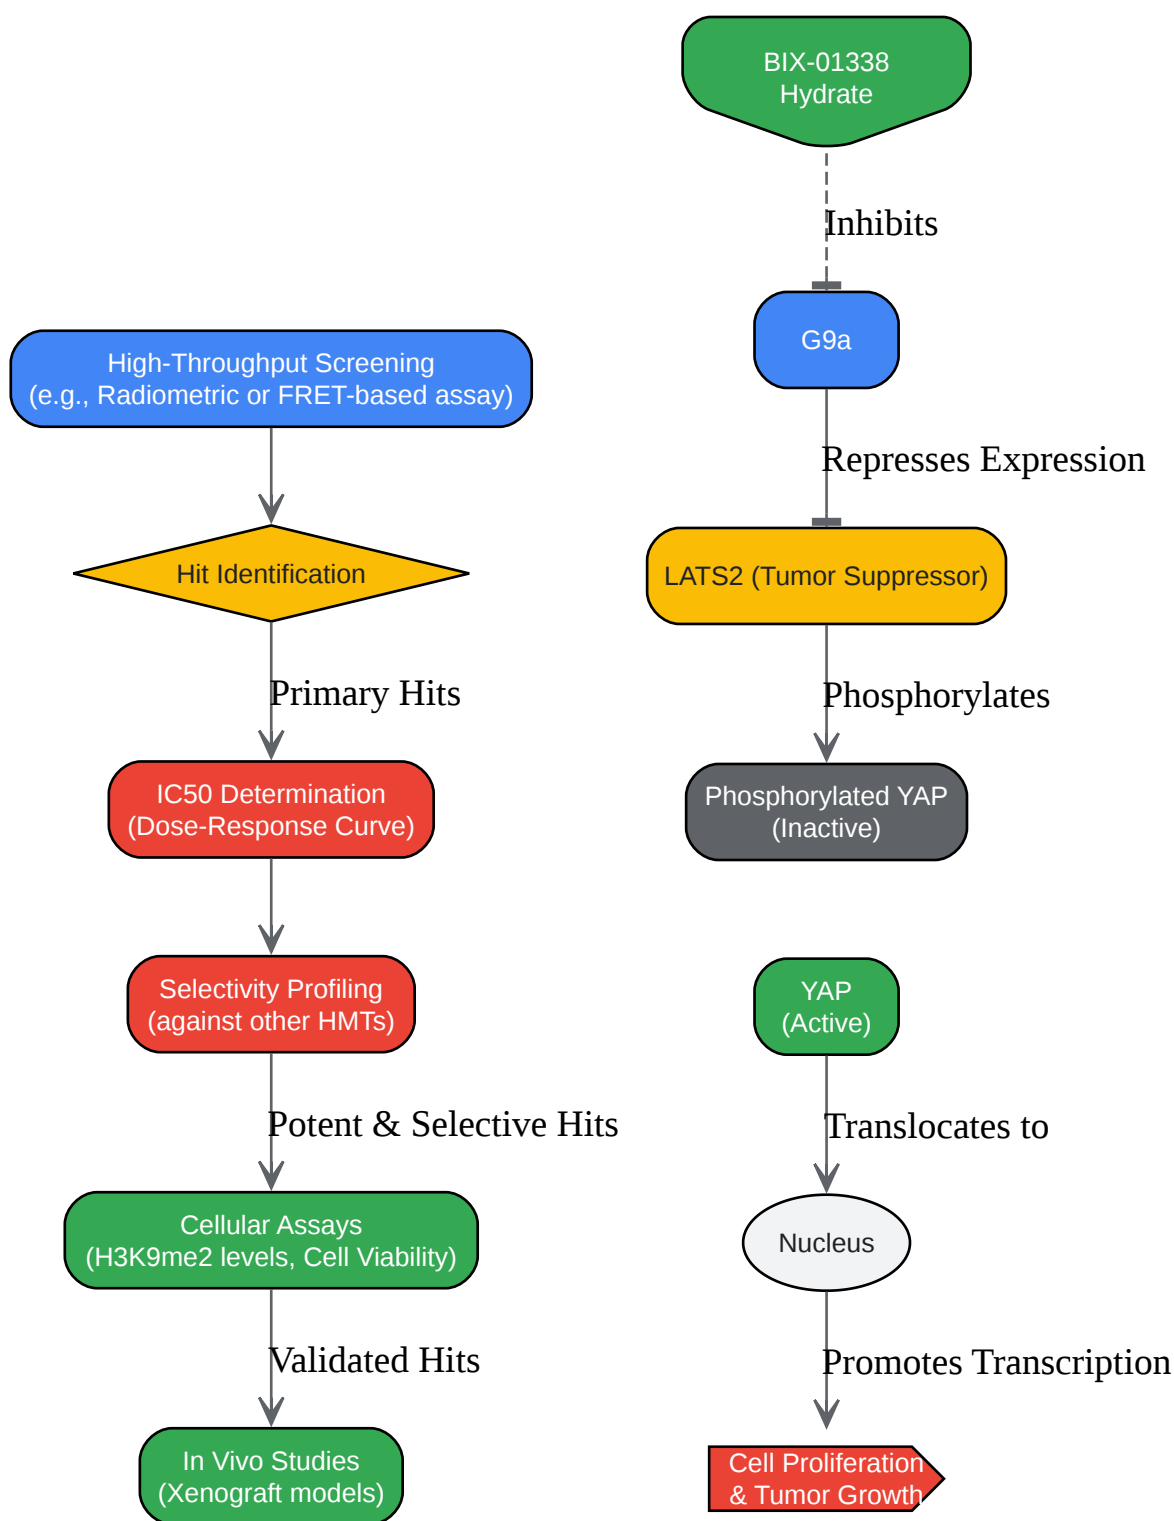 High-Throughput Screening
(e.g., Radiometric or FRET-based assay)
Hit Identification
Primary Hits
IC50 Determination
(Dose-Response Curve)
Selectivity Profiling
(against other HMTs)
Potent & Selective Hits
Cellular Assays
(H3K9me2 levels, Cell Viability)
Validated Hits
In Vivo Studies
(Xenograft models)
BIX-01338
Hydrate
Inhibits
G9a
Represses Expression
LATS2 (Tumor Suppressor)
Phosphorylates
Phosphorylated YAP
(Inactive)
YAP
(Active)
Translocates to
Nucleus
Promotes Transcription
Cell Proliferation
& Tumor Growth